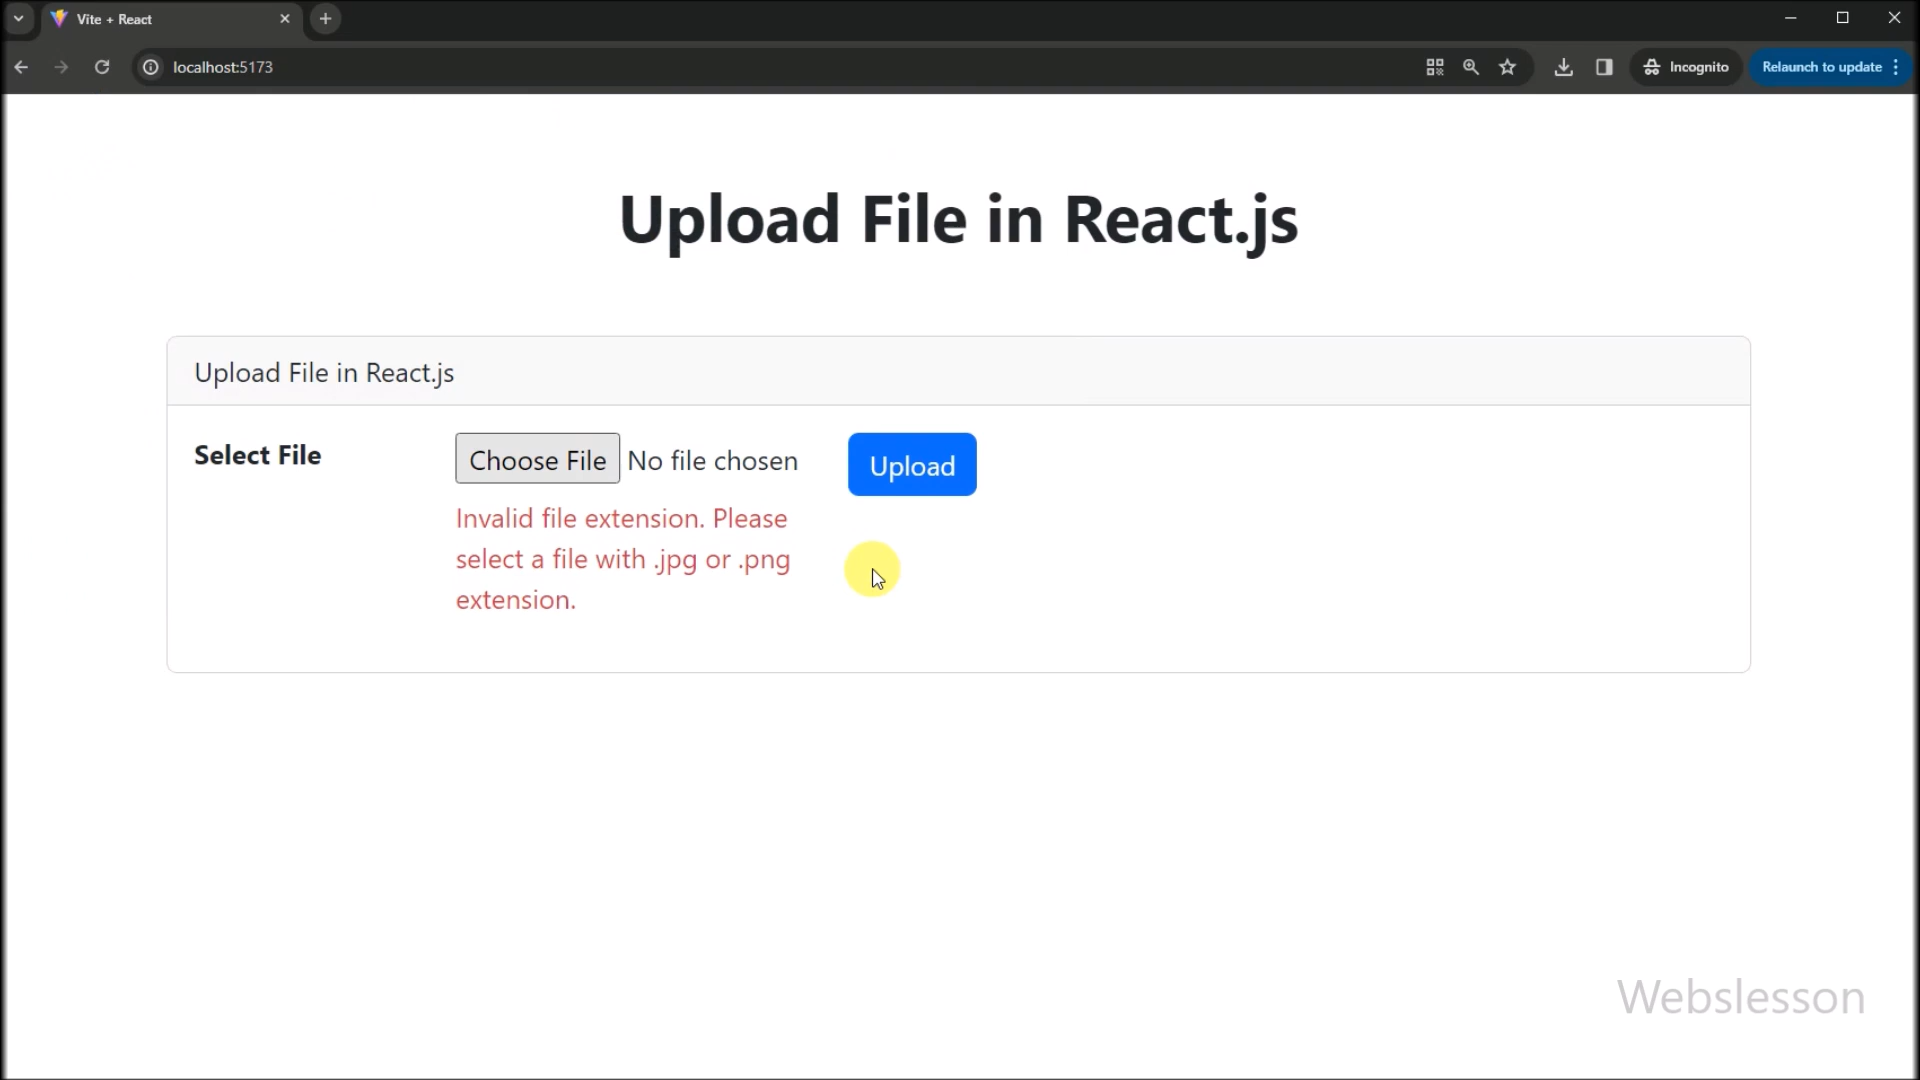 Vite + React
localhost:5173
Incognito
Relaunch to update
Upload File in React.js
Upload File in React.js
Select File
Choose File No file chosen
Upload
Invalid file extension. Please
select a file with .jpg or .png
extension.
Webslesson